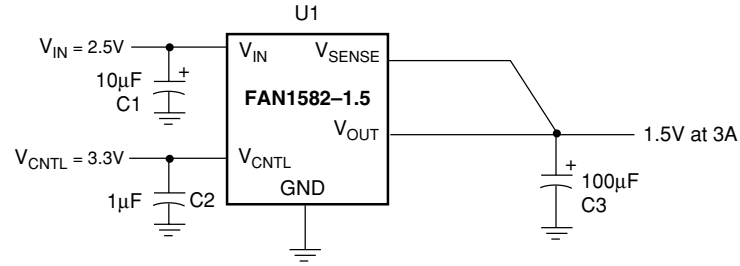 U1
V_IN = 2.5V
V_IN
V_SENSE
10μF
+
C1
FAN1582–1.5
V_OUT
1.5V at 3A
V_CNTL = 3.3V
V_CNTL
+
1μF
C2
GND
100μF
C3